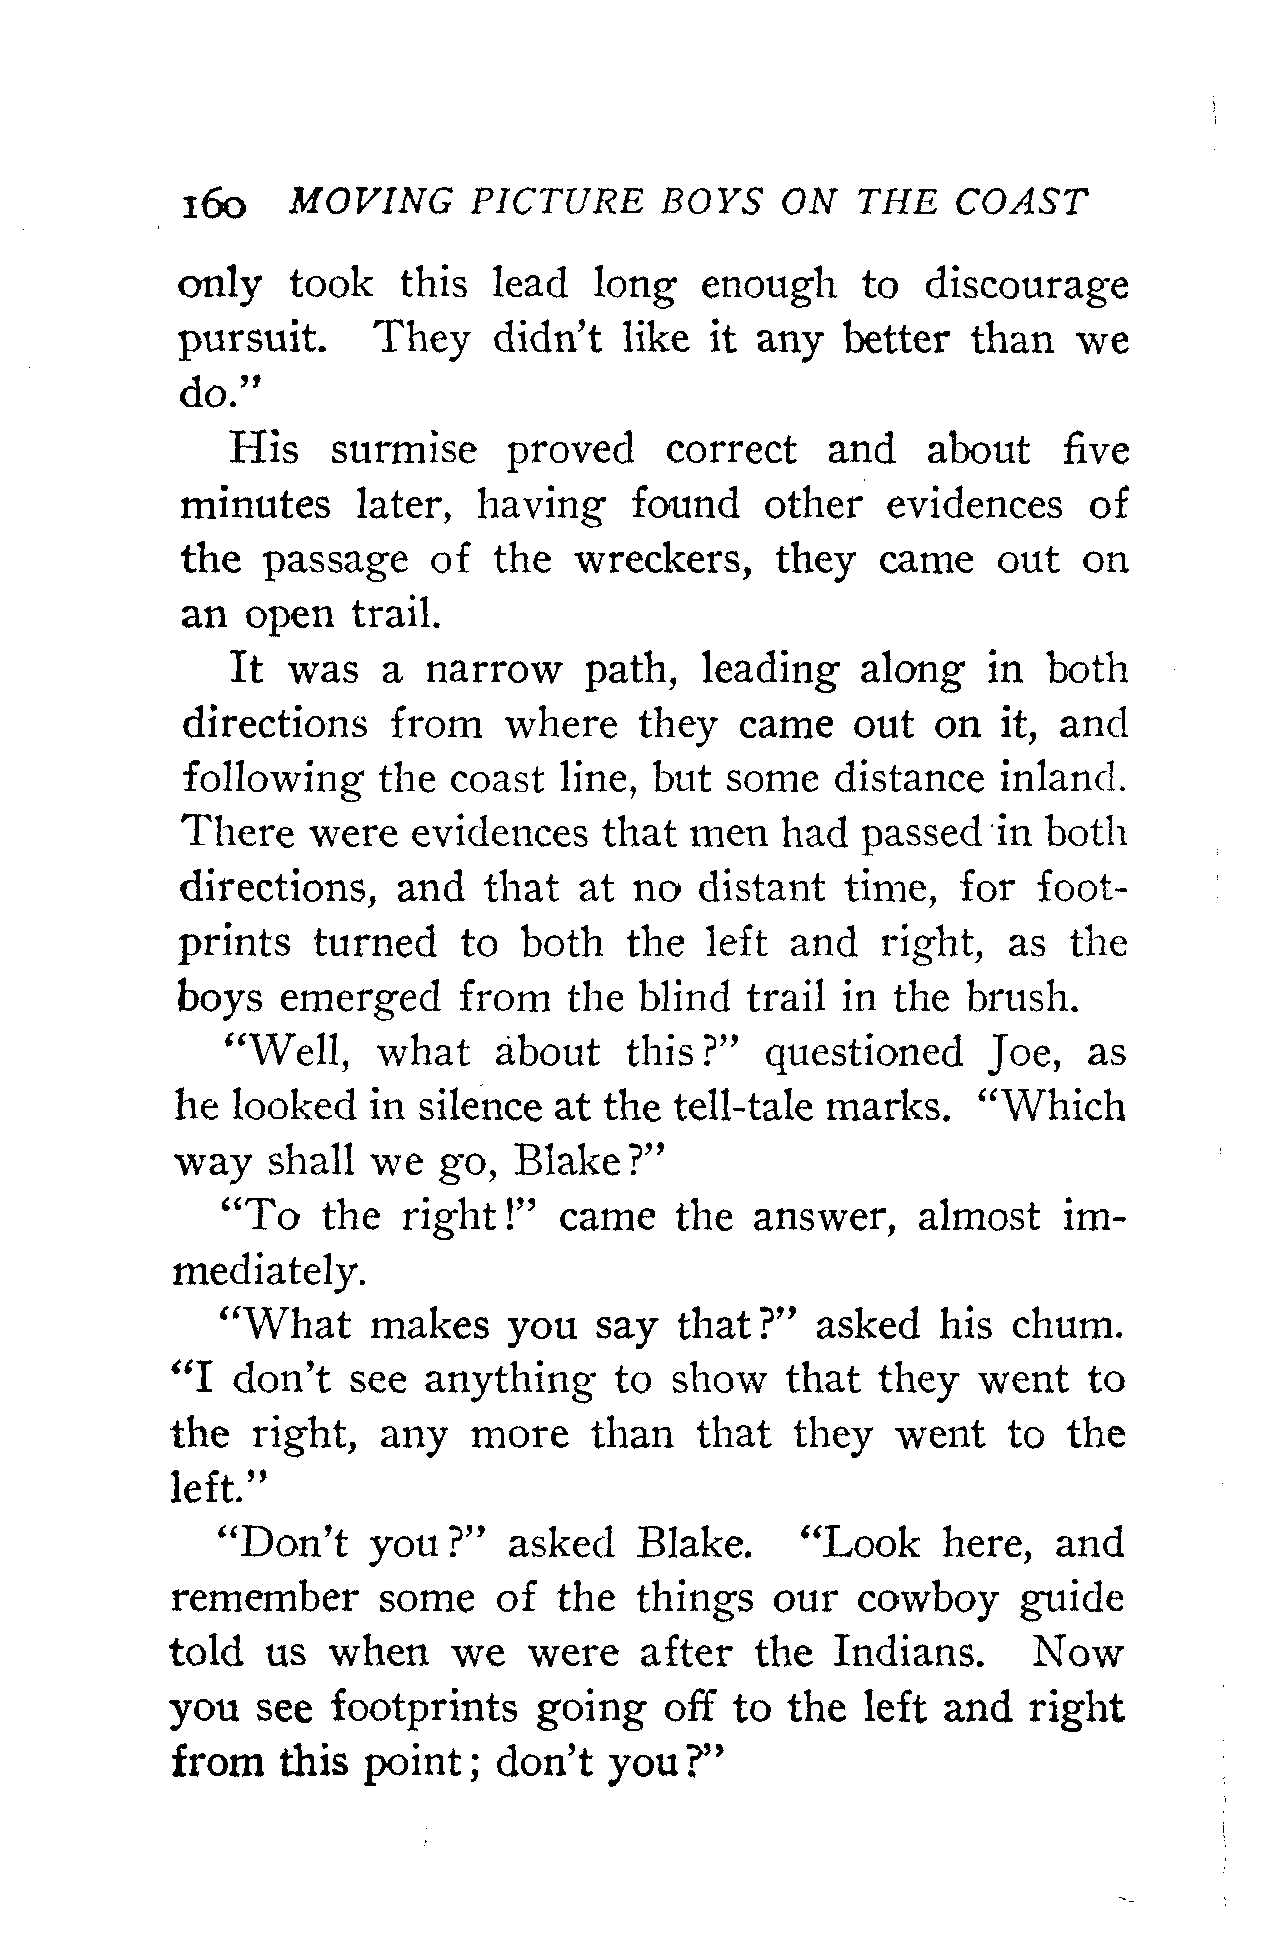 160 MOVING PICTURE BOYS ON THE COAST
only took this lead long enough to discourage
pursuit. They didn't like it any better than we
do."
His surmise proved correct and about five
minutes later, having found other evidences of
the passage of the wreckers, they came out on
an open trail.
It was a narrow path, leading along in both
directions from where they came out on it, and
following the coast line, but some distance inland.
There were evidences that men had passed in both
directions, and that at no distant time, for foot-
prints turned to both the left and right, as the
boys emerged from the blind trail in the brush.
"Well, what about this?" questioned Joe, as
he looked in silence at the tell-tale marks. "Which
way shall we go, Blake?"
"To the right!" came the answer, almost im-
mediately.
"What makes you say that?" asked his chum.
"I don't see anything to show that they went to
the right, any more than that they went to the
left."
"Don't you?" asked Blake. "Look here, and
remember some of the things our cowboy guide
told us when we were after the Indians. Now
you see footprints going off to the left and right
from this point; don't you?"